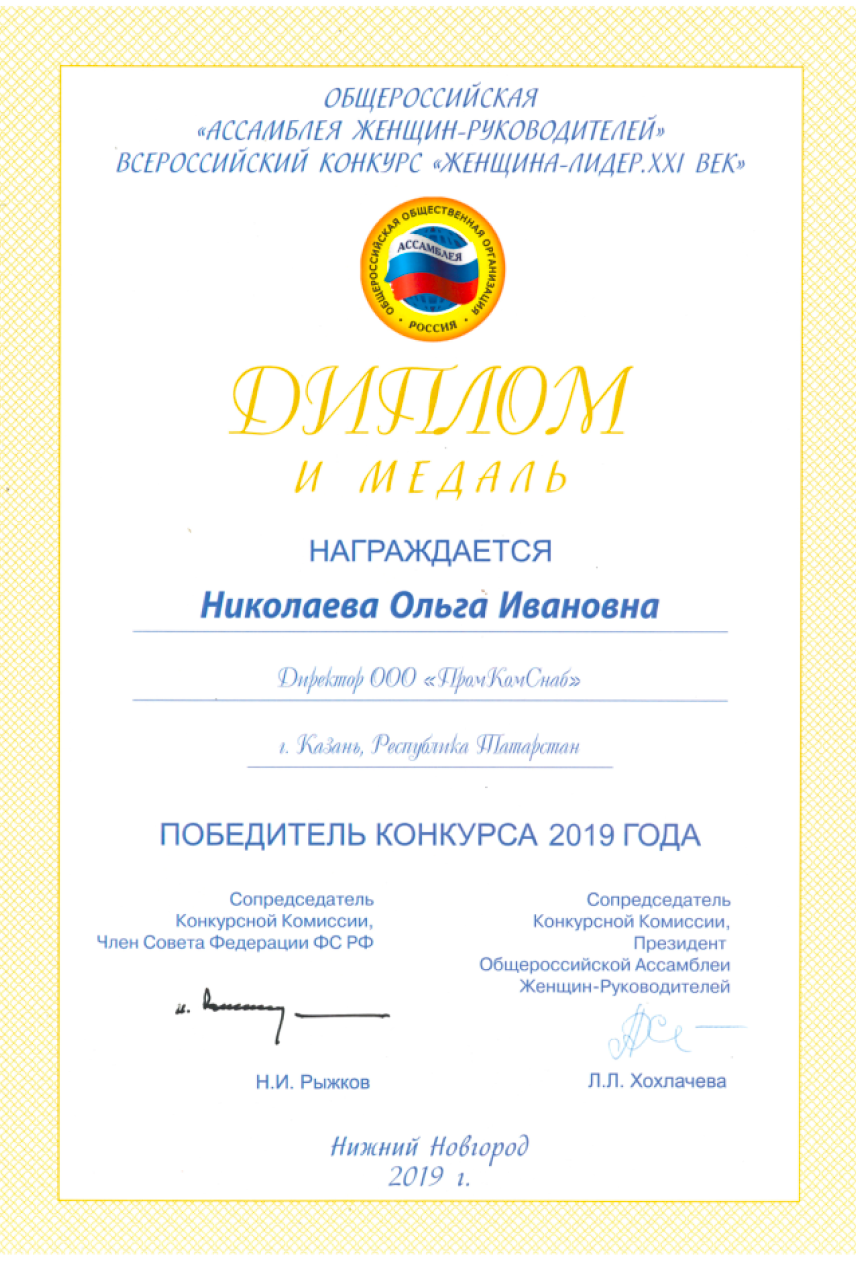 ОБЩЕРОССИЙСКАЯ
«АССАМБЛЕЯ ЖЕНЩИН-РУКОВОДИТЕЛЕЙ»
ВСЕРОССИЙСКИЙ КОНКУРС «ЖЕНЩИНА-ЛИДЕР.XXI ВЕК»
ОБЩЕРОССИЙСКАЯ ОБЩЕСТВЕННАЯ ОРГАНИЗАЦИЯ
АССАМБЛЕЯ
• РОССИЯ •
ДИПЛОМ
И МЕДАЛЬ
НАГРАЖДАЕТСЯ
Николаева Ольга Ивановна
Директор ООО «ПромКомСнаб»
г. Казань, Республика Татарстан
ПОБЕДИТЕЛЬ КОНКУРСА 2019 ГОДА
Сопредседатель
Конкурсной Комиссии,
Член Совета Федерации ФС РФ
Н.И. Рыжков
Сопредседатель
Конкурсной Комиссии,
Президент
Общероссийской Ассамблеи
Женщин-Руководителей
Л.Л. Хохлачева
Нижний Новгород
2019 г.